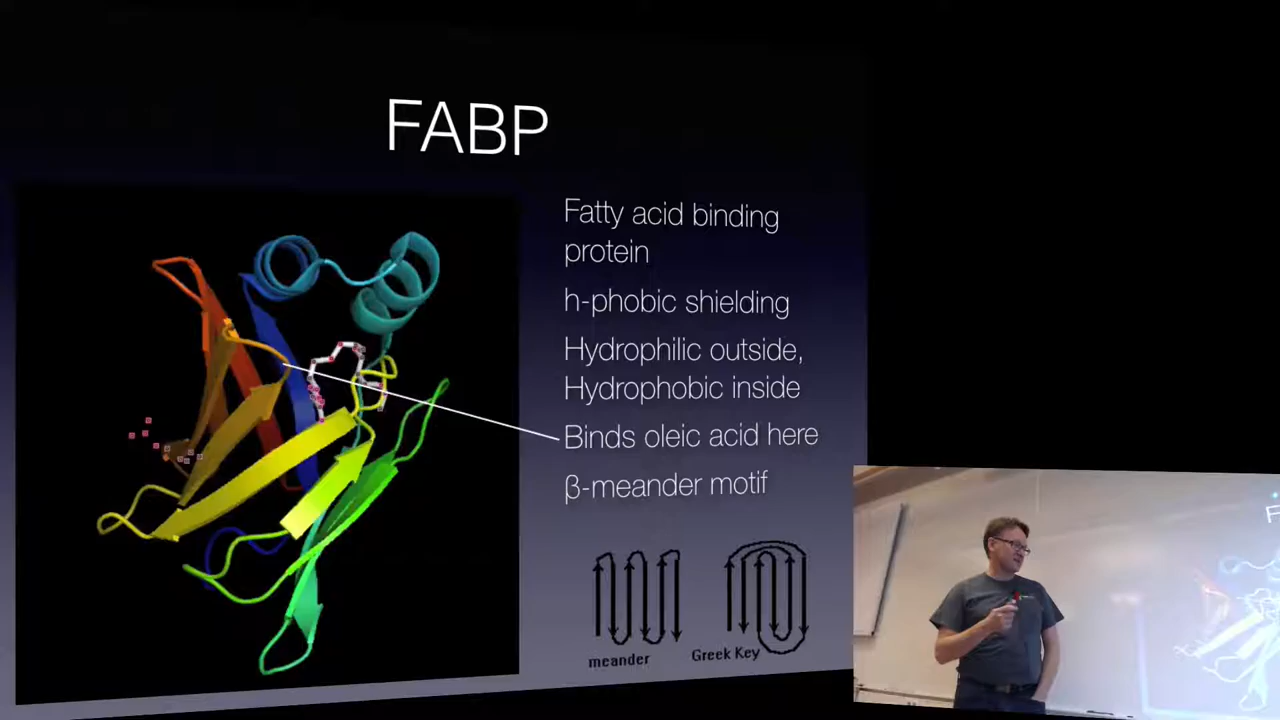 FABP
Fatty acid binding
protein
h-phobic shielding
Hydrophilic outside,
Hydrophobic inside
Binds oleic acid here
β-meander motif
meander
Greek Key
F